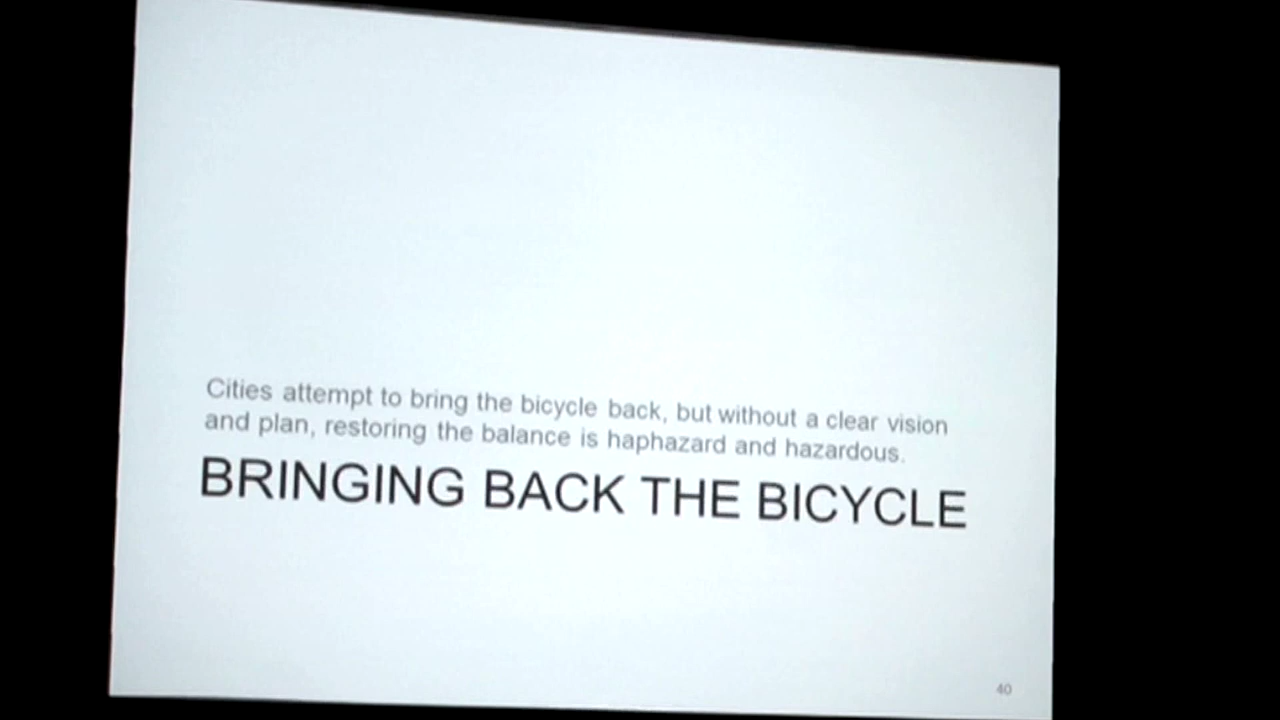 Cities attempt to bring the bicycle back, but without a clear vision
and plan, restoring the balance is haphazard and hazardous.
BRINGING BACK THE BICYCLE
40